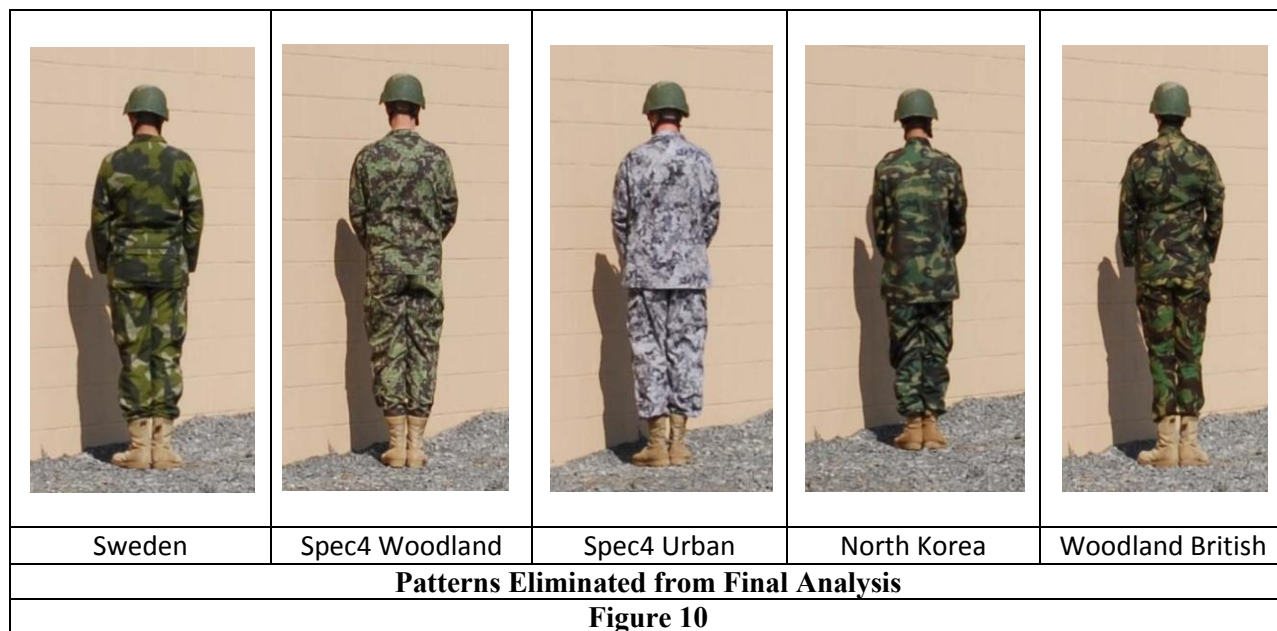 Sweden
Spec4 Woodland
Spec4 Urban
North Korea
Woodland British
Patterns Eliminated from Final Analysis
Figure 10